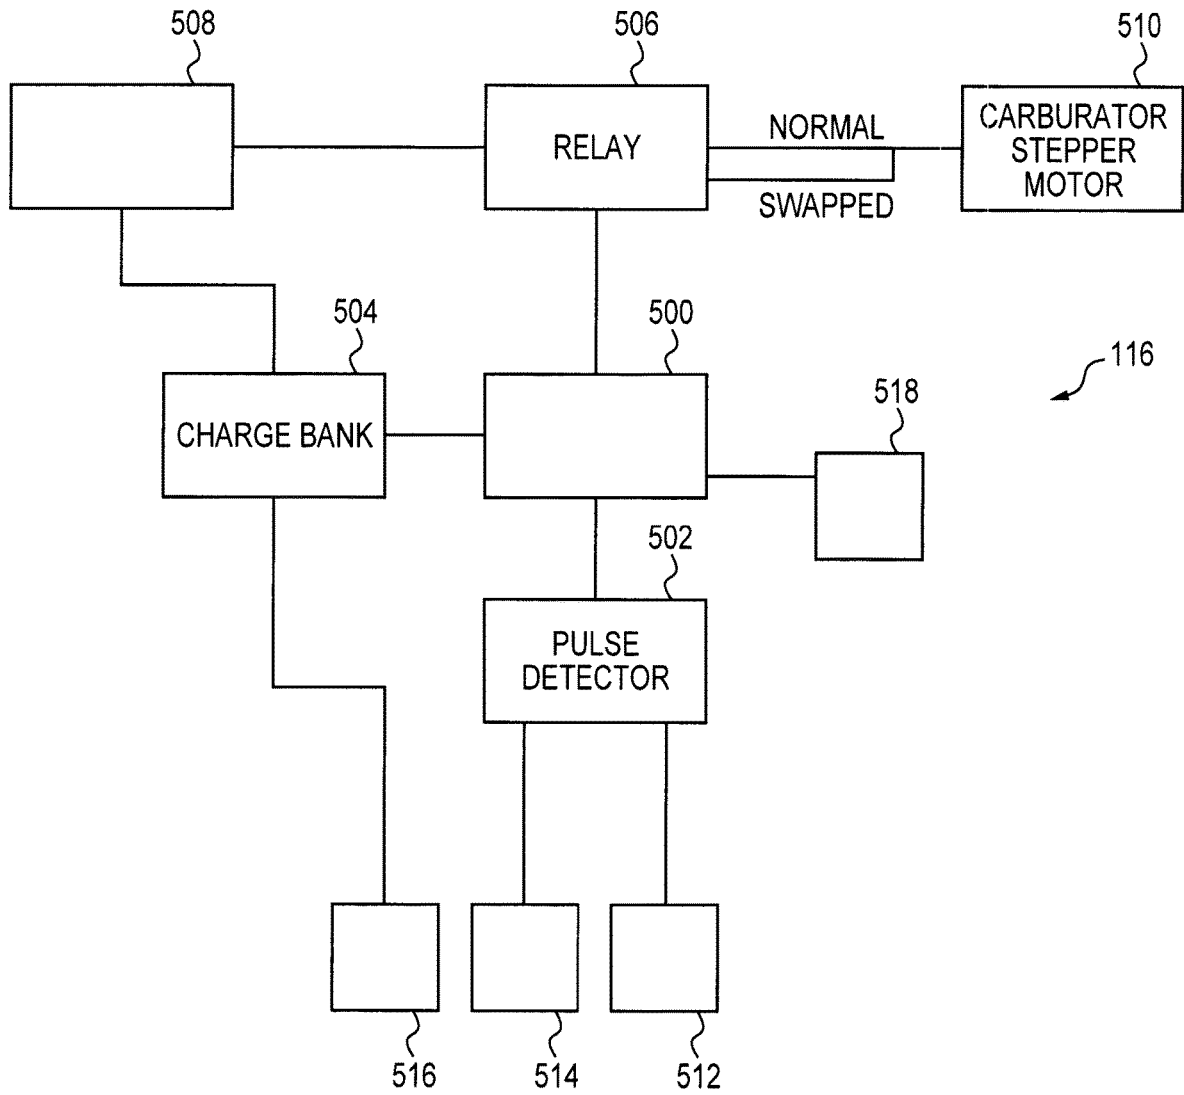 508
506
510
RELAY
NORMAL
SWAPPED
CARBURATOR
STEPPER
MOTOR
504
500
116
518
CHARGE BANK
502
PULSE
DETECTOR
516
514
512